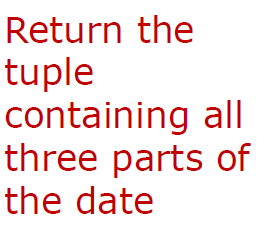 Return the
tuple
containing all
three parts of
the date